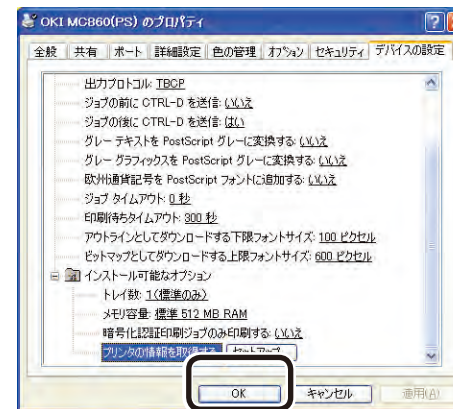 OKI MC860(PS) のプロパティ
全般 共有 ポート 詳細設定 色の管理 オプション セキュリティ デバイスの設定
出力プロトコル: TBCP
ジョブの前に CTRL-D を送信: いいえ
ジョブの後に CTRL-D を送信: はい
グレー テキストを PostScript グレーに変換する: いいえ
グレー グラフィックスを PostScript グレーに変換する: いいえ
欧州通貨記号を PostScript フォントに追加する: いいえ
ジョブ タイムアウト: 0 秒
印刷待ちタイムアウト: 300 秒
アウトラインとしてダウンロードする下限フォントサイズ: 100 ピクセル
ビットマップとしてダウンロードする上限フォントサイズ: 600 ピクセル
インストール可能なオプション
トレイ数: 1(標準のみ)
メモリ容量: 標準 512 MB RAM
暗号化認証印刷ジョブのみ印刷する: いいえ
プリンタの情報を取得する セットアップ
OK キャンセル 適用(A)